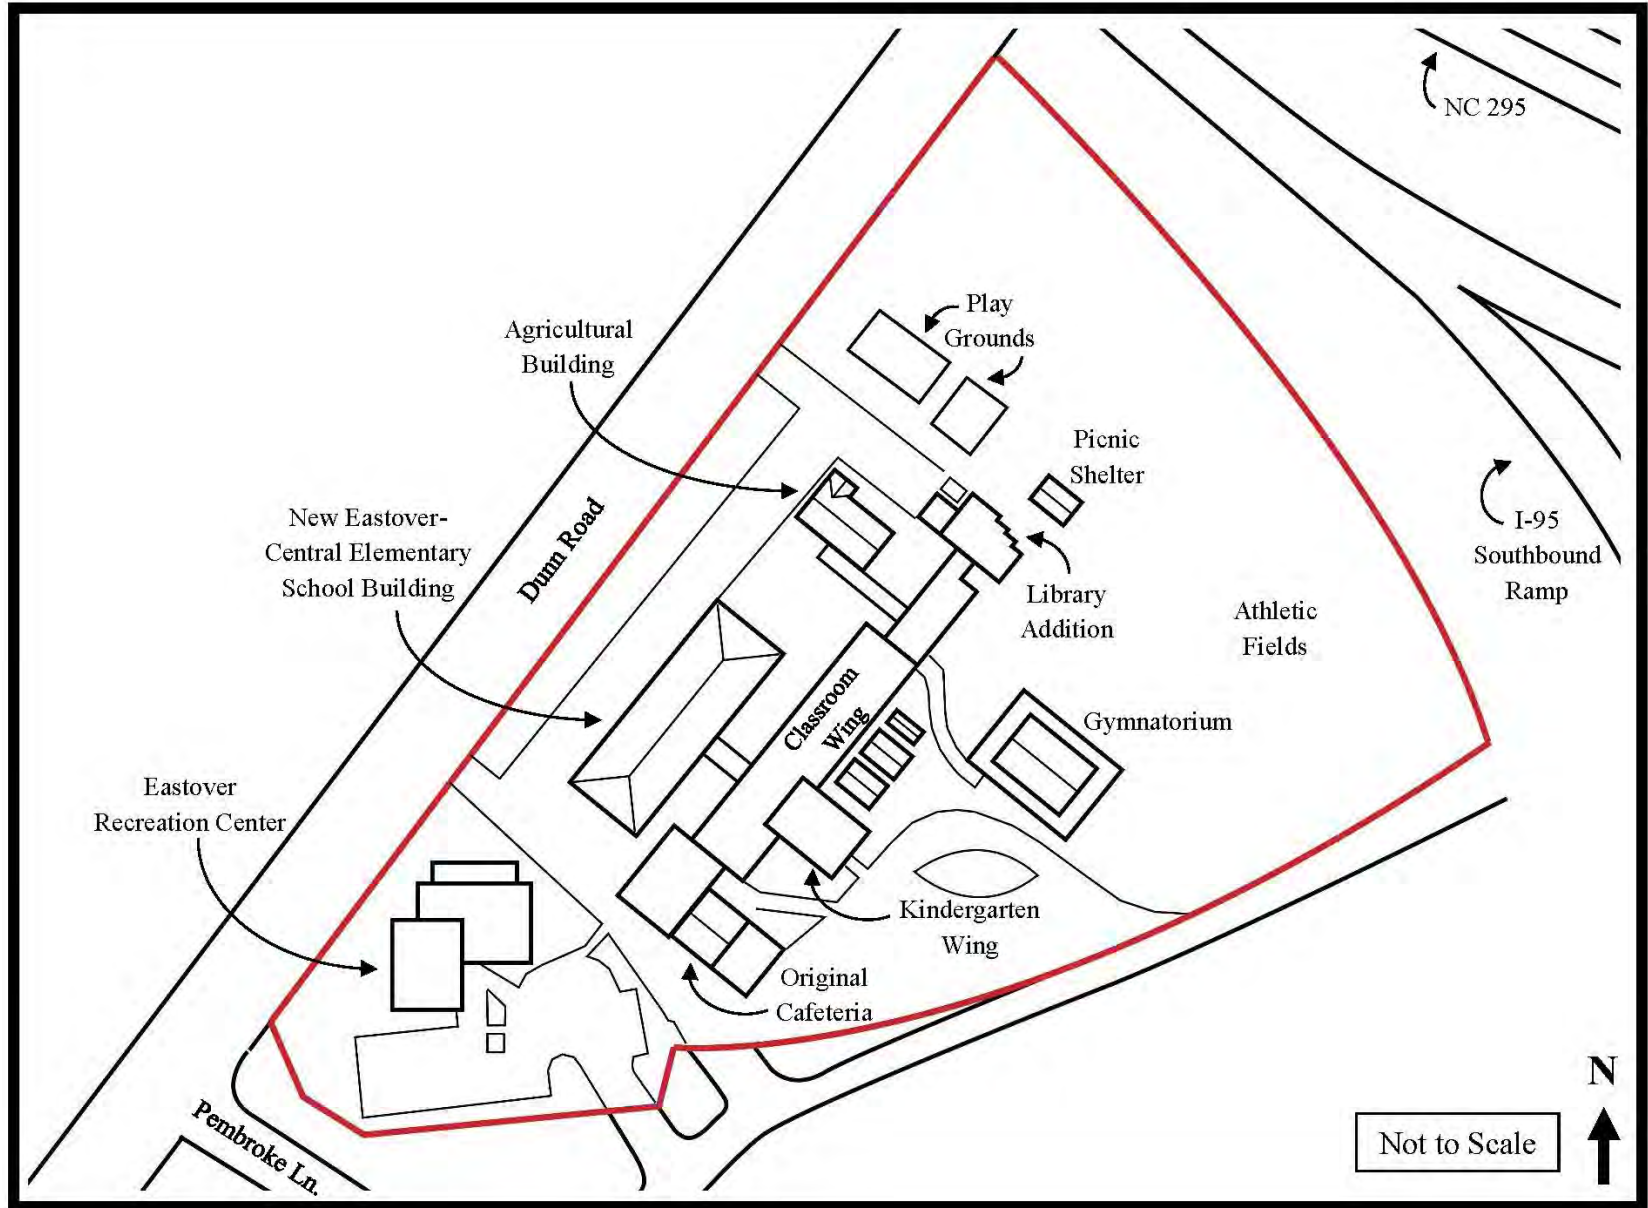 NC 295
Play
Grounds
Agricultural
Building
Picnic
Shelter
New Eastover-
Central Elementary
School Building
Dunn Road
I-95
Southbound
Ramp
Library
Addition
Athletic
Fields
Classroom
Wing
Gymnatorium
Eastover
Recreation Center
Kindergarten
Wing
Original
Cafeteria
Pembroke Ln.
N
Not to Scale